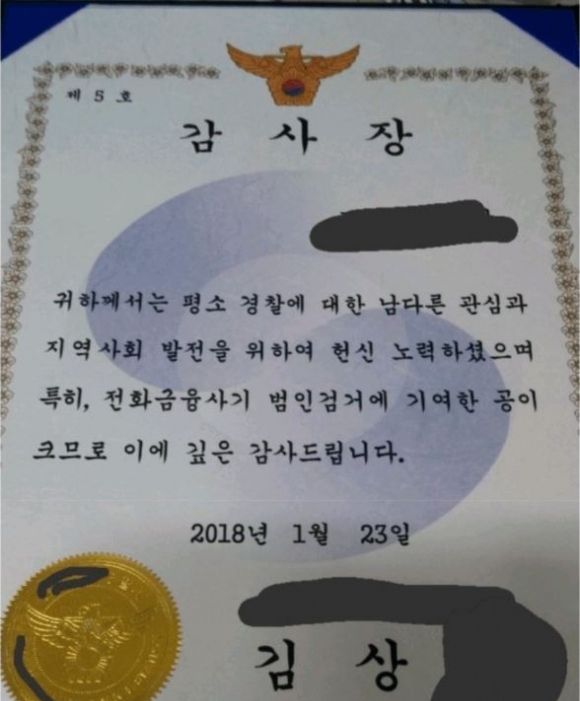 제 5 호
감 사 장
귀하께서는 평소 경찰에 대한 남다른 관심과
지역사회 발전을 위하여 헌신 노력하셨으며
특히, 전화금융사기 범인검거에 기여한 공이
크므로 이에 깊은 감사드립니다.
2018년 1월 23일
김 상